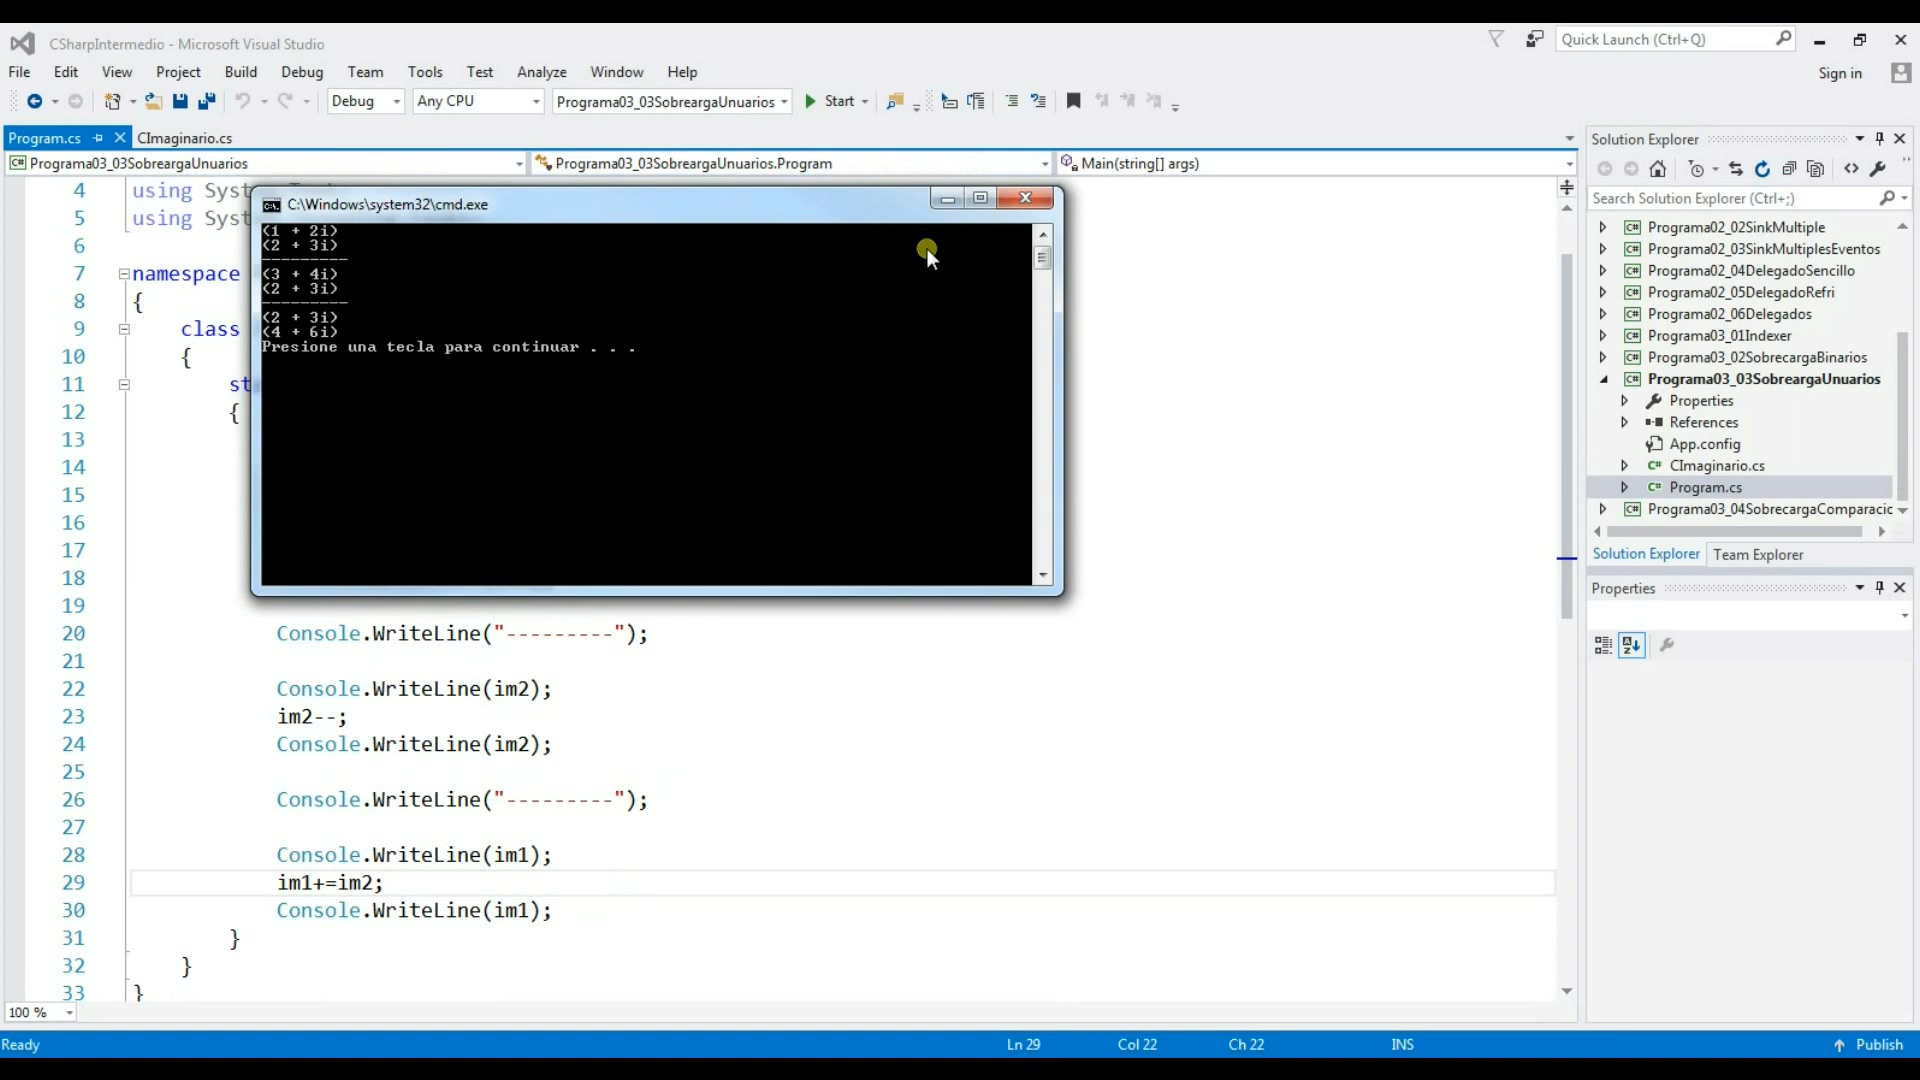 CSharpIntermedio - Microsoft Visual Studio
Quick Launch (Ctrl+Q)
File Edit View Project Build Debug Team Tools Test Analyze Window Help
Sign in
Debug Any CPU Programa03_03SobreargaUnuarios Start
Program.cs CImaginario.cs
Programa03_03SobreargaUnuarios Programa03_03SobreargaUnuarios.Program Main(string[] args)
4 using Syst
5 using Syst
6
7 namespace
8 {
9 class
10 {
11 st
12 {
13
14
15
16
17
18
19
20 Console.WriteLine("---------");
21
22 Console.WriteLine(im2);
23 im2--;
24 Console.WriteLine(im2);
25
26 Console.WriteLine("---------");
27
28 Console.WriteLine(im1);
29 im1+=im2;
30 Console.WriteLine(im1);
31 }
32 }
33 }
100 %
C:\Windows\system32\cmd.exe
(1 + 2i)
(2 + 3i)
---------
(3 + 4i)
(2 + 3i)
---------
(2 + 3i)
(4 + 6i)
Presione una tecla para continuar . . .
Solution Explorer
Search Solution Explorer (Ctrl+;)
Programa02_02SinkMultiple
Programa02_03SinkMultiplesEventos
Programa02_04DelegadoSencillo
Programa02_05DelegadoRefri
Programa02_06Delegados
Programa03_01Indexer
Programa03_02SobrecargaBinarios
Programa03_03SobreargaUnuarios
Properties
References
App.config
CImaginario.cs
Program.cs
Programa03_04SobrecargaComparacic
Solution Explorer Team Explorer
Properties
Ready Ln 29 Col 22 Ch 22 INS Publish